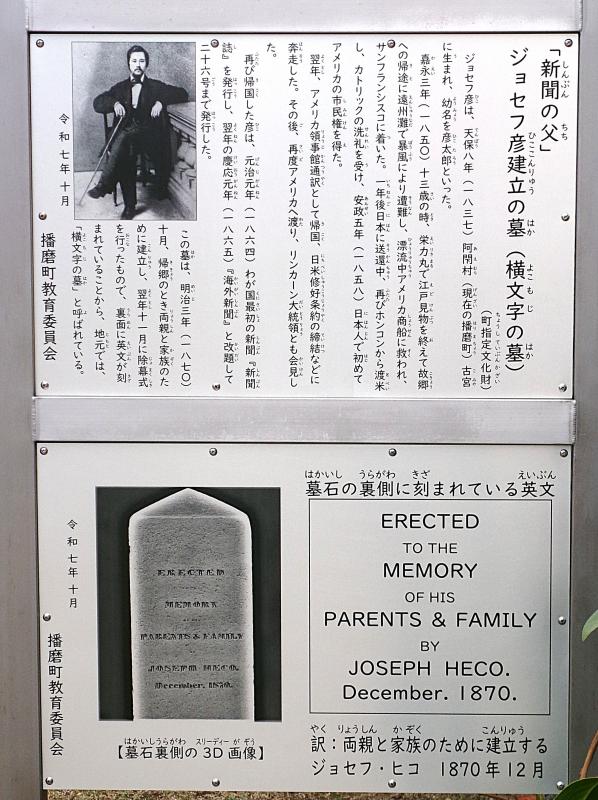 「新聞の父」
ジョセフ彦建立の墓(横文字の墓)
(町指定文化財)
ジョセフ彦は、天保八年(一八三七)阿閇村(現在の播磨町)古宮
に生まれ、幼名を彦太郎といった。
嘉永三年(一八五〇)十三歳の時、栄力丸で江戸見物を終えて故郷
への帰途に遠州灘で暴風により遭難し、漂流中アメリカ商船に救われ、
サンフランシスコに着いた。一年後日本に送還中、再びホンコンから渡米
し、カトリックの洗礼を受け、安政五年(一八五八)日本人で初めて
アメリカの市民権を得た。
翌年、アメリカ領事館通訳として帰国、日米修好条約の締結などに
奔走した。その後、再度アメリカへ渡り、リンカーン大統領とも会見し
た。
再び帰国した彦は、元治元年(一八六四)わが国最初の新聞『新聞
誌』を発行し、翌年の慶応元年(一八六五)『海外新聞』と改題して
二十六号まで発行した。
この墓は、明治三年(一八七〇)
十月、帰郷のとき両親と家族のた
めに建立し、翌年十一月に除幕式
を行ったもので、裏面に英文が刻
まれていることから、地元では、
「横文字の墓」と呼ばれている。
令和七年十月
播磨町教育委員会
墓石の裏側に刻まれている英文
ERECTED
TO THE
MEMORY
OF HIS
PARENTS & FAMILY
BY
JOSEPH HECO.
December. 1870.
訳:両親と家族のために建立する
ジョセフ・ヒコ 1870年12月
ERECTED
MEMORY
PARENTS & FAMILY
JOSEPH HECO.
December. 1870.
【墓石裏側の3D画像】
令和七年十月
播磨町教育委員会